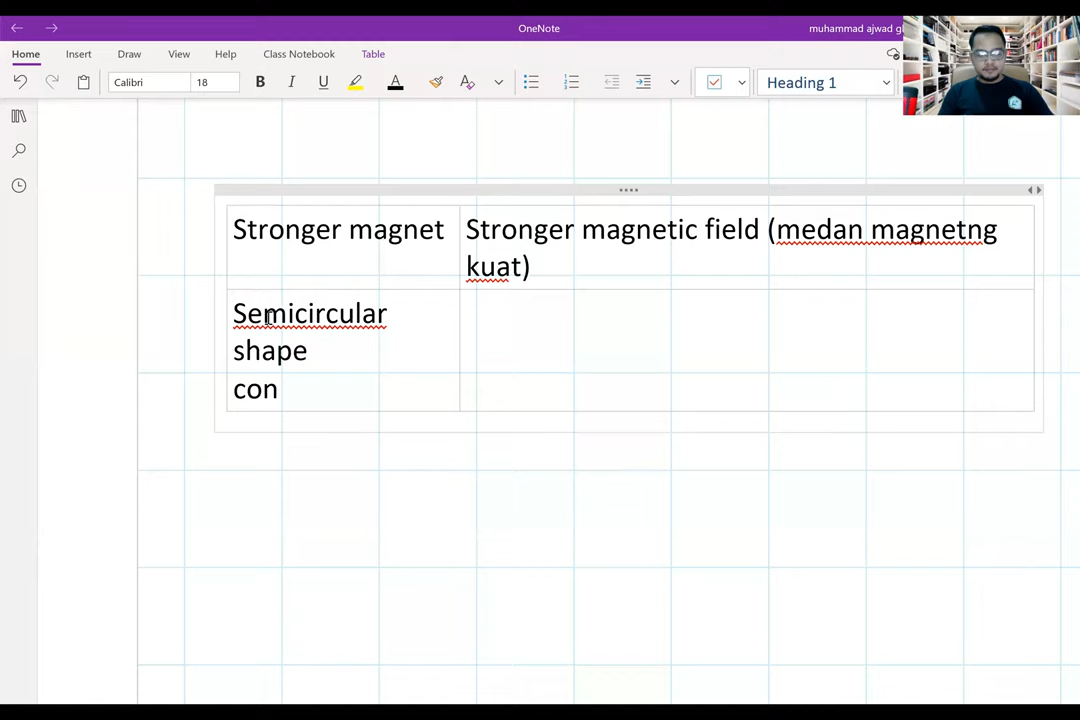 OneNote
muhammad ajwad
Home Insert Draw View Help Class Notebook Table
Calibri 18 B I U A Heading 1
Stronger magnet
Stronger magnetic field (medan magnetng
kuat)
Semicircular
shape
con